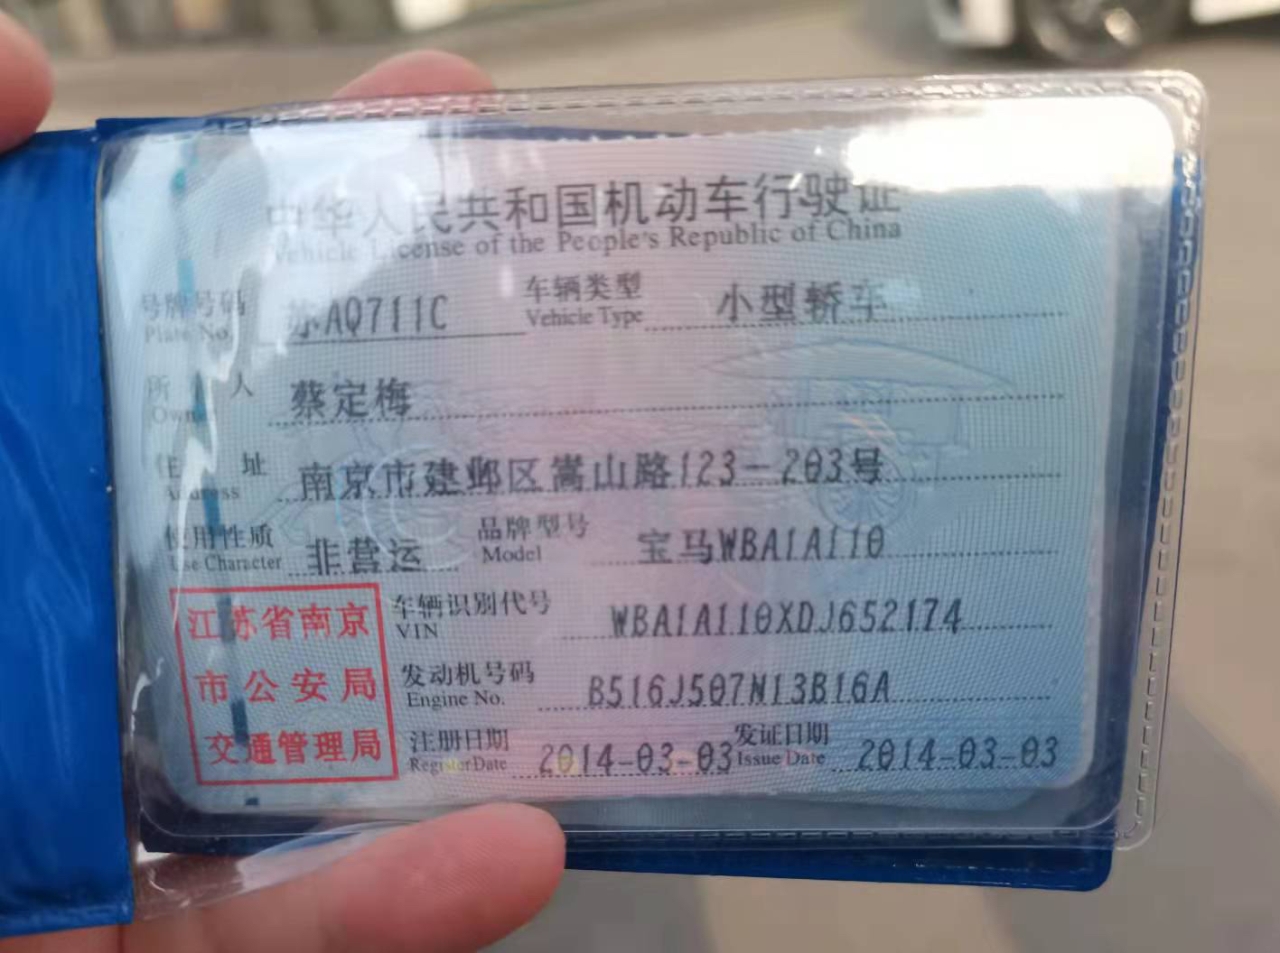 中华人民共和国机动车行驶证
Vehicle License of the People's Republic of China
号牌号码 苏AQ711C 车辆类型 小型轿车
Plate No. Vehicle Type
所 人 蔡定梅
Owner
住 址 南京市建邺区嵩山路123-203号
Address
使用性质 非营运 品牌型号 宝马WBA1A110
Use Character Model
江苏省南京
市公安局
交通管理局
车辆识别代号 WBA1A110XDJ652174
VIN
发动机号码 B516J507N13B16A
Engine No.
注册日期 2014-03-03 发证日期 2014-03-03
Register Date Issue Date